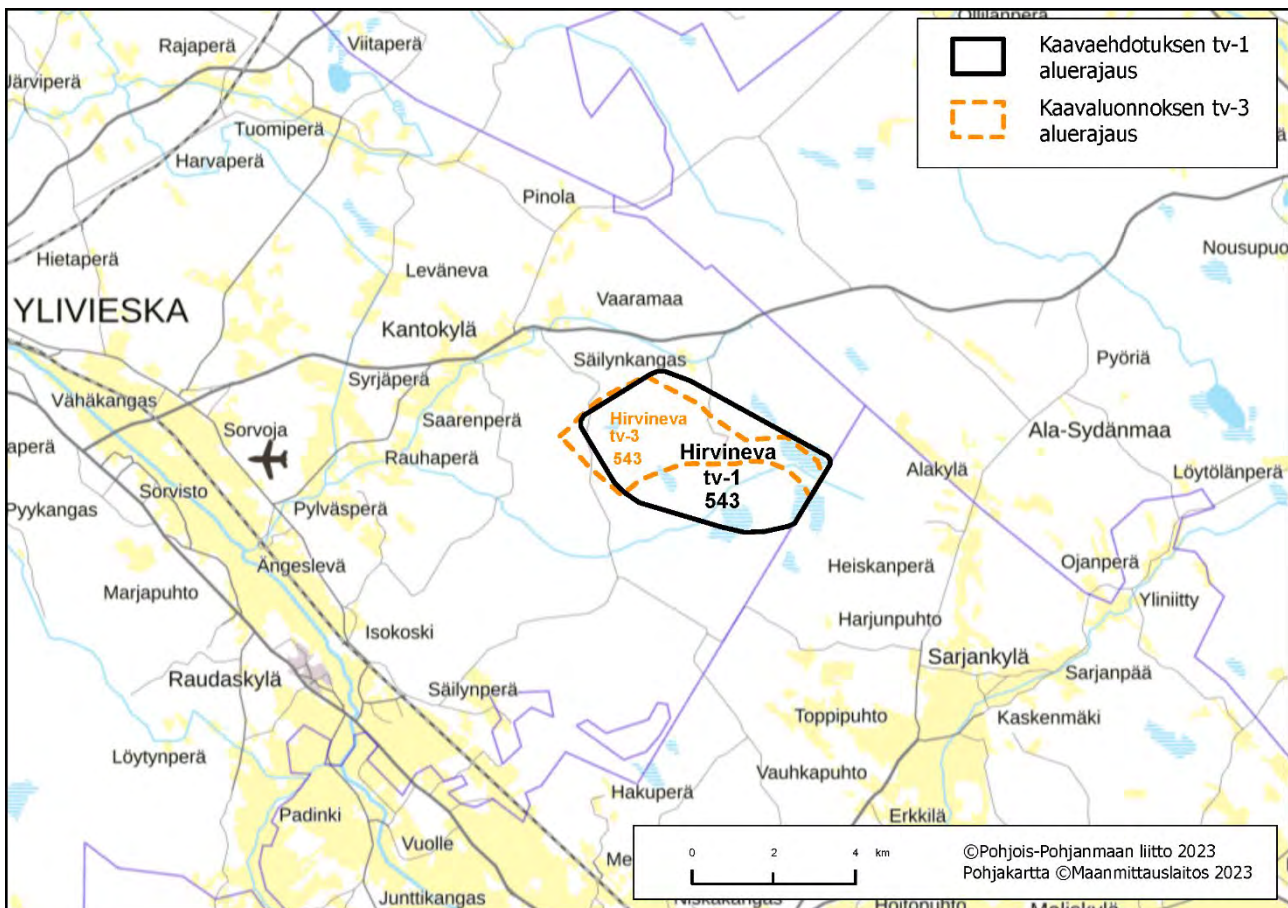 Ollilanperä
Kaavaehdotuksen tv-1
aluerajaus
Kaavaluonnoksen tv-3
aluerajaus
Rajaperä
Viitaperä
Järviperä
Tuomiperä
Harvaperä
Pinola
Hietaperä
Leväneva
Nousupuo
YLIVIESKA
Vaaramaa
Kantokylä
Säilynkangas
Pyöriä
Syrjäperä
Vähäkangas
Saarenperä
Sorvoja
Hirvineva
tv-3
543
Ala-Sydänmaa
aperä
Rauhaperä
Hirvineva
tv-1
543
Alakylä
Löytölänperä
Sorvisto
Pyykangas
Pylväsperä
Ängeslevä
Heiskanperä
Ojanperä
Marjapuhto
Yliniitty
Isokoski
Harjunpuhto
Raudaskylä
Säilynperä
Sarjankylä
Sarjanpää
Toppipuhto
Kaskenmäki
Löytynperä
Vauhkapuhto
Hakuperä
Padinki
Erkkilä
Vuolle
Me
0 2 4 km
©Pohjois-Pohjanmaan liitto 2023
Pohjakartta ©Maanmittauslaitos 2023
Junttikangas